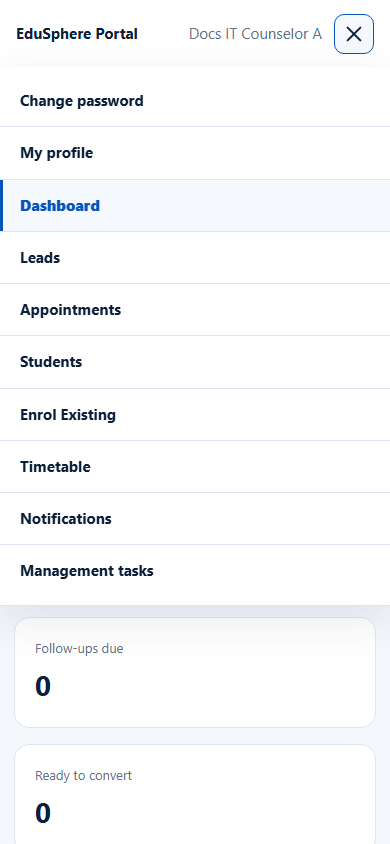 EduSphere Portal
Docs IT Counselor A
Change password
My profile
Dashboard
Leads
Appointments
Students
Enrol Existing
Timetable
Notifications
Management tasks
Follow-ups due
0
Ready to convert
0